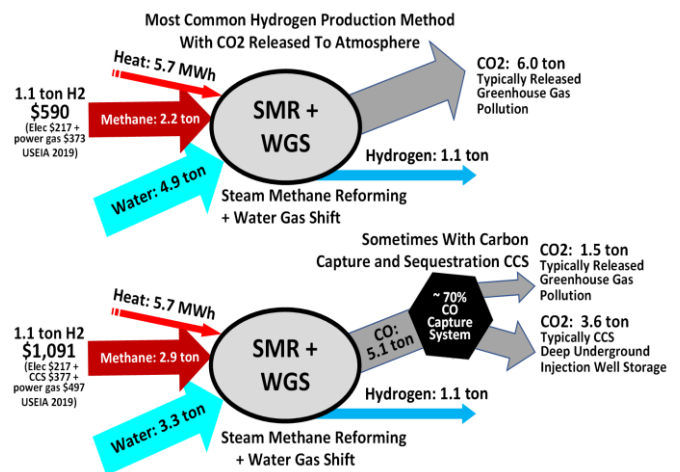 Most Common Hydrogen Production Method
With CO2 Released To Atmosphere
Heat: 5.7 MWh
1.1 ton H2
$590
(Elec $217 +
power gas $373
USEIA 2019)
Methane: 2.2 ton
Water: 4.9 ton
SMR +
WGS
CO2: 6.0 ton
Typically Released
Greenhouse Gas
Pollution
Hydrogen: 1.1 ton
Steam Methane Reforming
+ Water Gas Shift
Sometimes With Carbon
Capture and Sequestration CCS
Heat: 5.7 MWh
1.1 ton H2
$1,091
(Elec $217 +
CCS $377 +
power gas $497
USEIA 2019)
Methane: 2.9 ton
Water: 3.3 ton
SMR +
WGS
CO:
5.1 ton
~ 70%
CO
Capture
System
CO2: 1.5 ton
Typically Released
Greenhouse Gas
Pollution
CO2: 3.6 ton
Typically CCS
Deep Underground
Injection Well Storage
Hydrogen: 1.1 ton
Steam Methane Reforming
+ Water Gas Shift